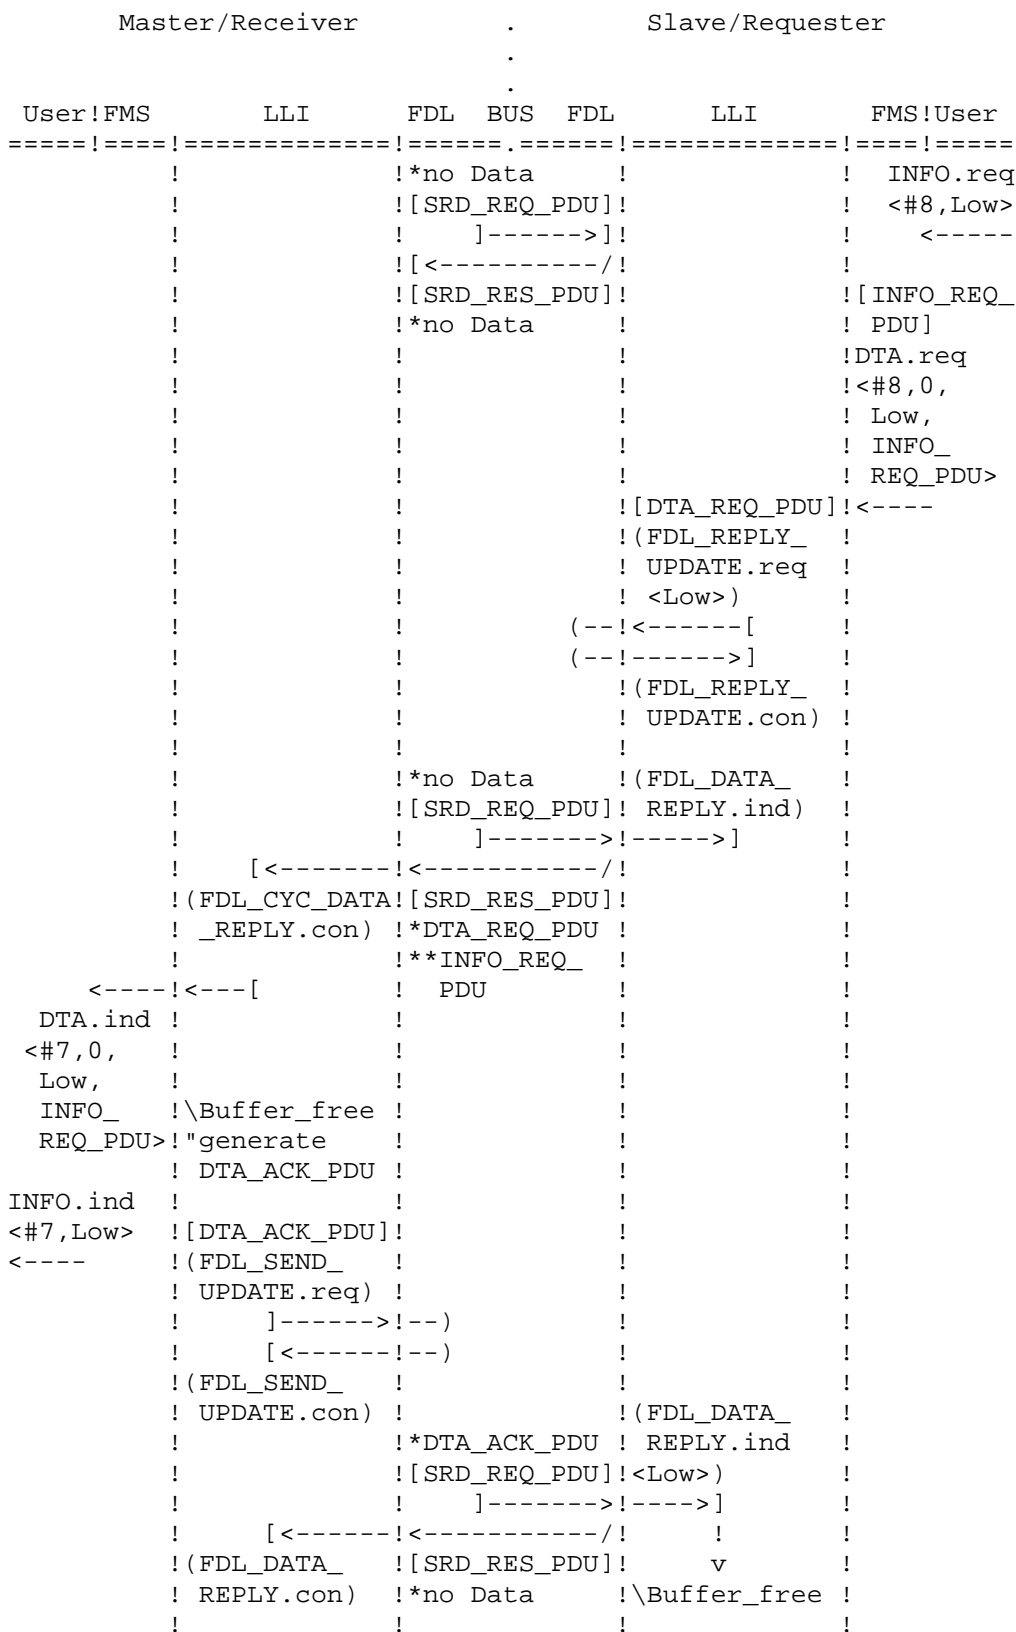 Master/Receiver          .         Slave/Requester
                                 .
                                 .
 User!FMS        LLI      FDL  BUS  FDL      LLI         FMS!User
=====!====!=============!======.======!=============!====!=====
          !             !*no Data     !             !  INFO.req
          !             ![SRD_REQ_PDU]!             !  <#8,Low>
          !             !    ]------>]!             !    <-----
          !             ![<----------/!             !
          !             ![SRD_RES_PDU]!             ![INFO_REQ_
          !             !*no Data     !             ! PDU]
          !             !             !             !DTA.req
          !             !             !             !<#8,0,
          !             !             !             ! Low,
          !             !             !             ! INFO_
          !             !             !             ! REQ_PDU>
          !             !             ![DTA_REQ_PDU]!<----
          !             !             !(FDL_REPLY_  !
          !             !             ! UPDATE.req  !
          !             !             ! <Low>)      !
          !             !          (--!<------[     !
          !             !          (--!------>]     !
          !             !             !(FDL_REPLY_  !
          !             !             ! UPDATE.con) !
          !             !             !             !
          !             !*no Data     !(FDL_DATA_   !
          !             ![SRD_REQ_PDU]! REPLY.ind)  !
          !             !    ]------->!----->]      !
          !    [<-------!<-----------/!             !
          !(FDL_CYC_DATA![SRD_RES_PDU]!             !
          ! _REPLY.con) !*DTA_REQ_PDU !             !
          !             !**INFO_REQ_  !             !
     <----!<---[        !  PDU        !             !
  DTA.ind !             !             !             !
 <#7,0,   !             !             !             !
  Low,    !             !             !             !
  INFO_   !\Buffer_free !             !             !
  REQ_PDU>!"generate    !             !             !
          ! DTA_ACK_PDU !             !             !
INFO.ind  !             !             !             !
<#7,Low>  ![DTA_ACK_PDU]!             !             !
<----     !(FDL_SEND_   !             !             !
          ! UPDATE.req) !             !             !
          !     ]------>!--)          !             !
          !     [<------!--)          !             !
          !(FDL_SEND_   !             !             !
          ! UPDATE.con) !             !(FDL_DATA_   !
          !             !*DTA_ACK_PDU ! REPLY.ind   !
          !             ![SRD_REQ_PDU]!<Low>)       !
          !             !    ]------->!---->]       !
          !     [<------!<-----------/!     !       !
          !(FDL_DATA_   ![SRD_RES_PDU]!     v       !
          ! REPLY.con)  !*no Data     !\Buffer_free !
          !             !             !             !